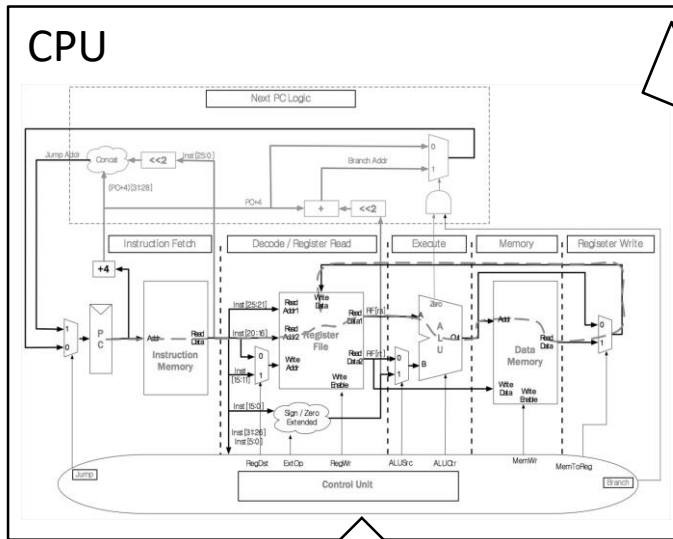 CPU
Next PC Logic
Jump Addr
Concat
<<2
Inst[25:0]
(PC+4)[31:28]
PC+4
Branch Addr
0
1
+
<<2
Instruction Fetch
Decode / Register Read
Execute
Memory
Regiseter Write
+4
1
0
P
C
Addr
Read
Data
Instruction
Memory
Inst[25:21]
Inst[20:16]
Inst
[15:11]
Inst[15:0]
Inst[31:26]
Inst[5:0]
0
1
Read
Addr1
Read
Addr2
Write
Addr
Write
Data
Register
File
Read
Data1
Read
Data2
Write
Enable
Sign / Zero
Extended
RF[rs]
RF[rt]
0
1
A
B
Zero
A
L
U
Out
Addr
Data
Memory
Read
Data
Write
Data
Write
Enable
0
1
Jump
RegDst
ExtOp
RegWr
ALUSrc
ALUCtr
MemWr
MemToReg
Branch
Control Unit